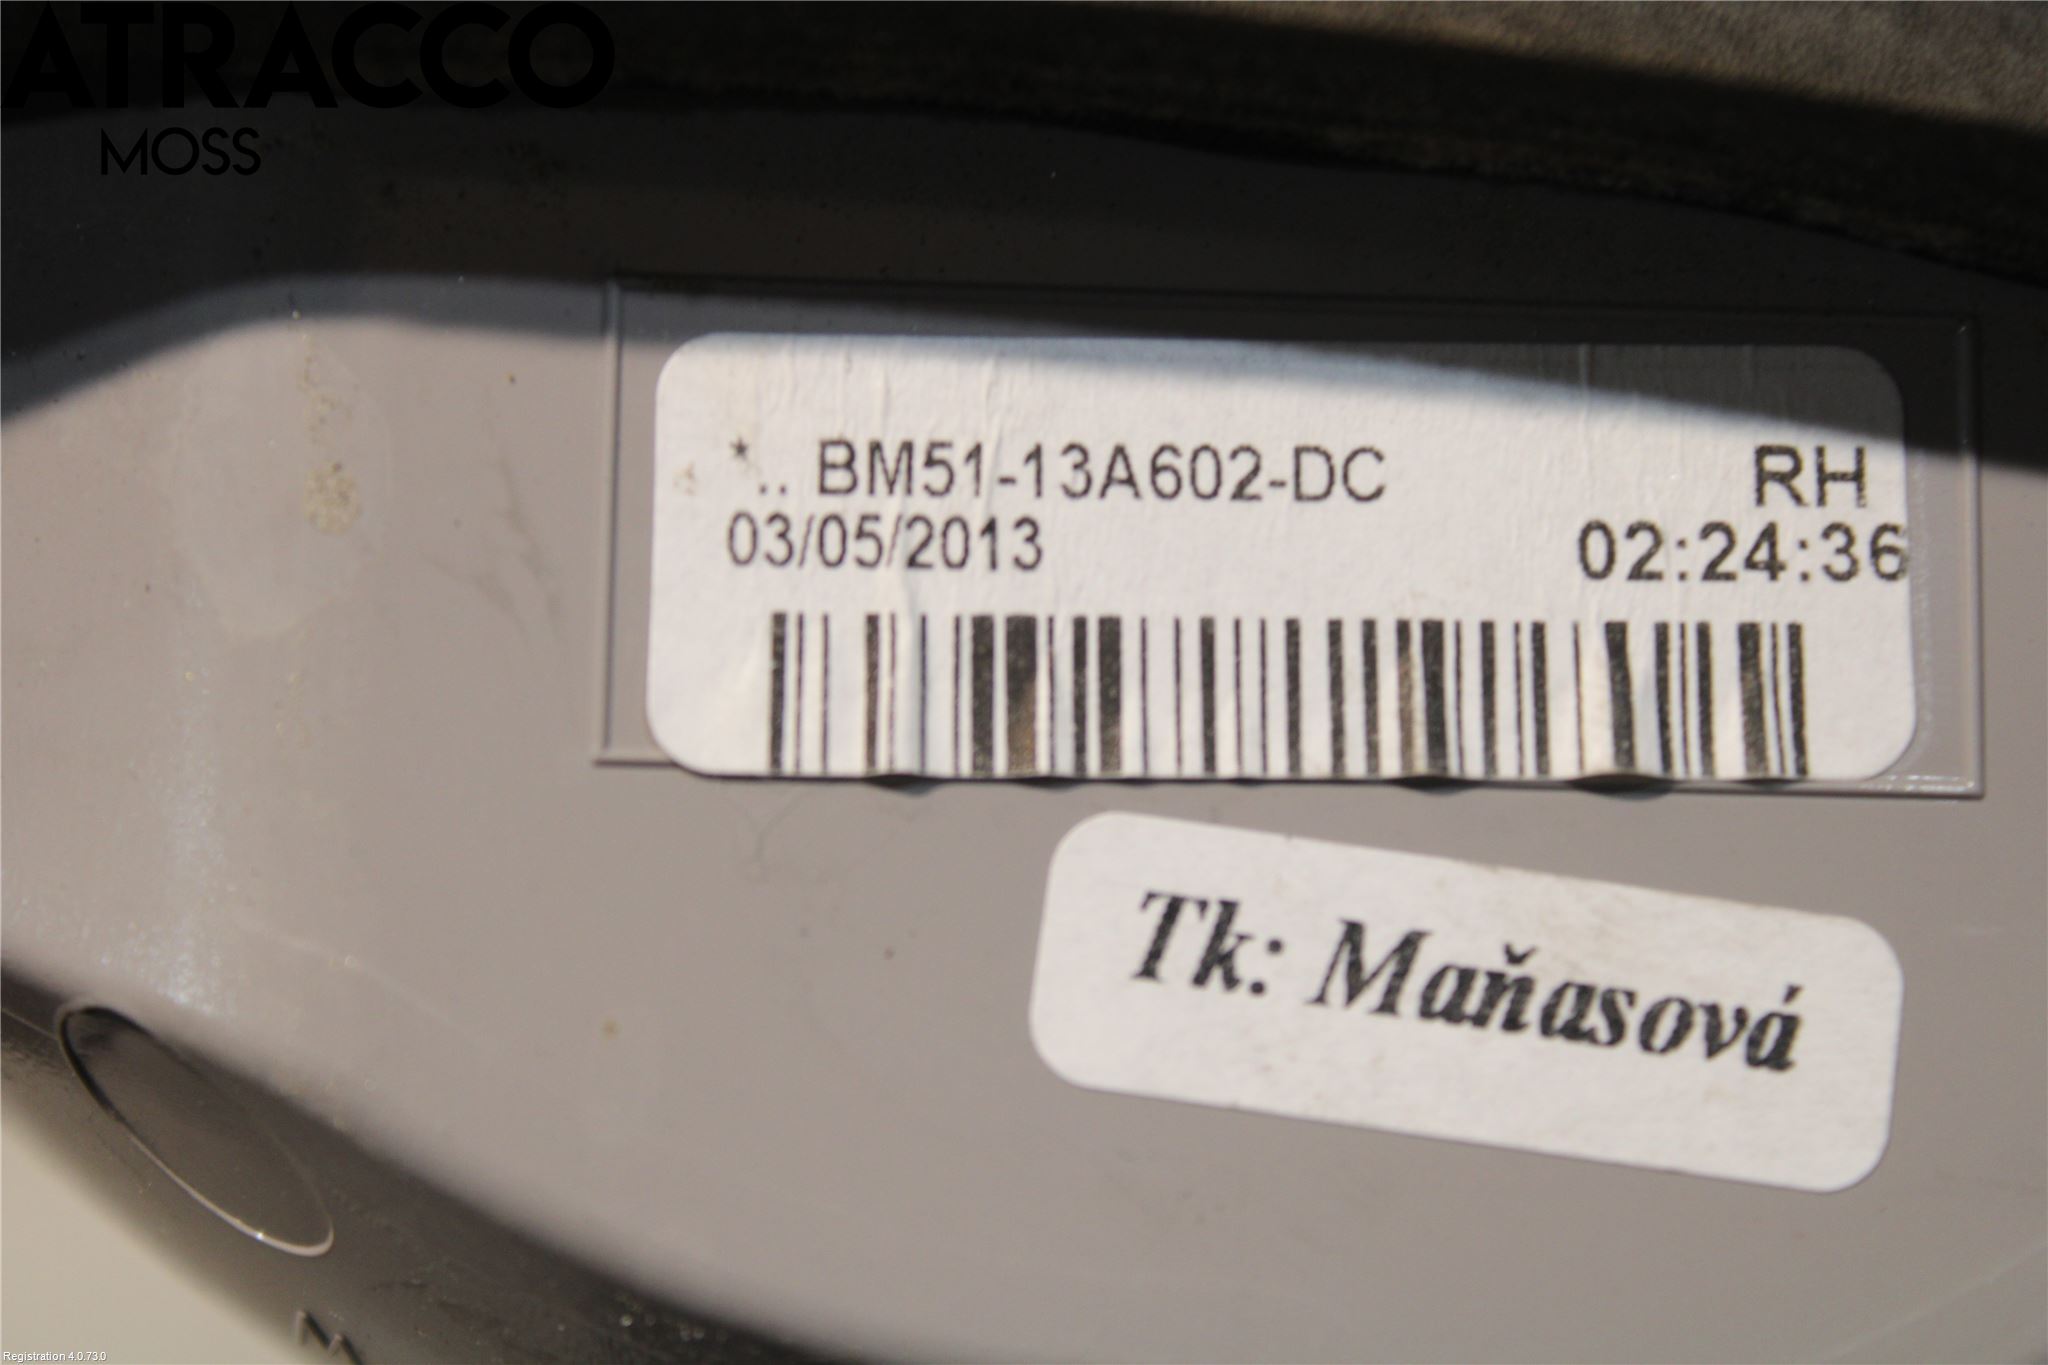 ATRACCO
MOSS
*.. BM51-13A602-DC RH
03/05/2013 02:24:36
Tk: Maňasová
Registration 4.0.73.0